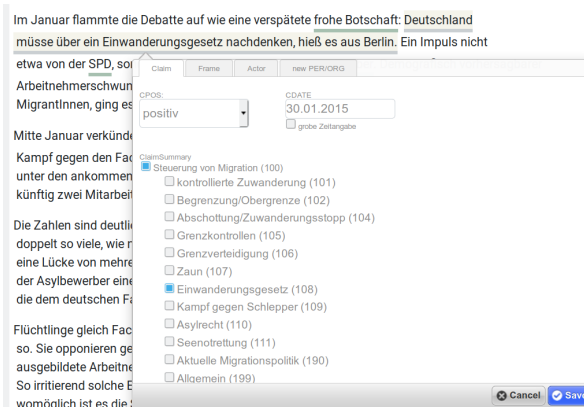 Im Januar flammte die Debatte auf wie eine verspätete frohe Botschaft: Deutschland
müsse über ein Einwanderungsgesetz nachdenken, hieß es aus Berlin. Ein Impuls nicht
etwa von der SPD,
Arbeitnehmerschwun
MigrantInnen, ging es
Mitte Januar verkünde
Kampf gegen den Fac
unter den ankommen
künftig zwei Mitarbeit
Die Zahlen sind deutlic
doppelt so viele, wie
eine Lücke von mehre
der Asylbewerber eine
die dem deutschen Fa
Flüchtlinge gleich Fac
so. Sie opponieren ge
ausgebildete Arbeitne
So irritierend solche
womöglich ist es die
Claim Frame Actor new PER/ORG
CPOS: CDATE
positiv 30.01.2015
grobe Zeitangabe
ClaimSummary
Steuerung von Migration (100)
kontrollierte Zuwanderung (101)
Begrenzung/Obergrenze (102)
Abschottung/Zuwanderungsstopp (104)
Grenzkontrollen (105)
Grenzverteidigung (106)
Zaun (107)
Einwanderungsgesetz (108)
Kampf gegen Schlepper (109)
Asylrecht (110)
Seenotrettung (111)
Aktuelle Migrationspolitik (190)
Allgemein (199)
Cancel Save